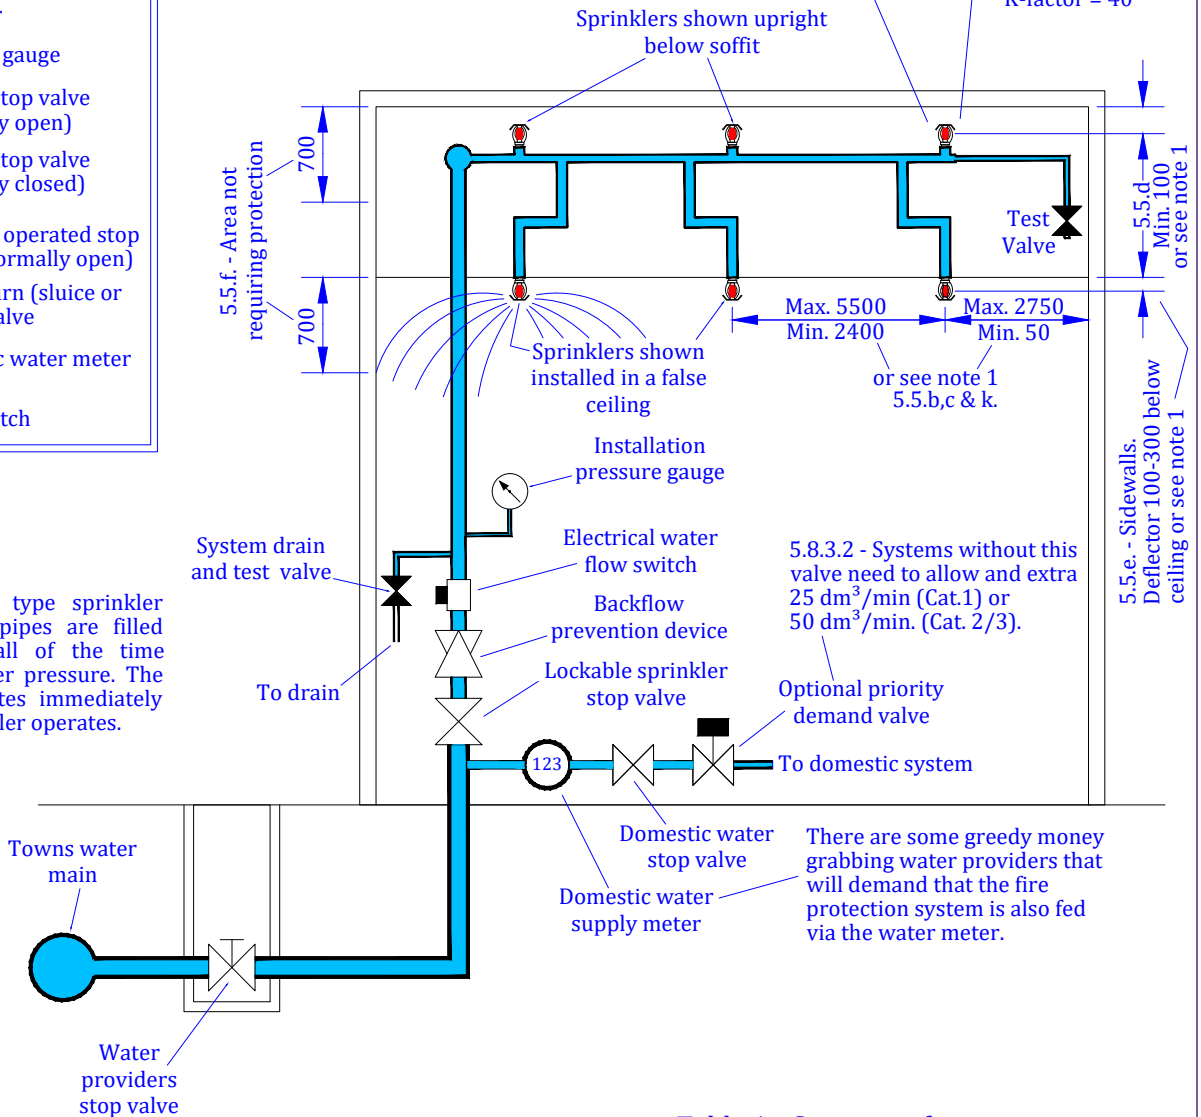 gauge
top valve
y open)
top valve
y closed)
operated stop
ormally open)
urn (sluice or
alve
c water meter
tch
Sprinklers shown upright
below soffit
K-factor = 40
700
5.5.f. - Area not
requiring protection
700
Test
Valve
5.5.d
Min. 100
or see note 1
Max. 5500
Min. 2400
Max. 2750
Min. 50
or see note 1
5.5.b,c & k.
Sprinklers shown
installed in a false
ceiling
5.5.e. - Sidewalls.
Deflector 100-300 below
ceiling or see note 1
Installation
pressure gauge
System drain
and test valve
Electrical water
flow switch
5.8.3.2 - Systems without this
valve need to allow and extra
25 dm³/min (Cat.1) or
50 dm³/min. (Cat. 2/3).
Backflow
prevention device
type sprinkler
pipes are filled
all of the time
er pressure. The
tes immediately
ler operates.
To drain
Lockable sprinkler
stop valve
Optional priority
demand valve
123
To domestic system
Towns water
main
Domestic water
stop valve
Domestic water
supply meter
There are some greedy money
grabbing water providers that
will demand that the fire
protection system is also fed
via the water meter.
Water
providers
stop valve